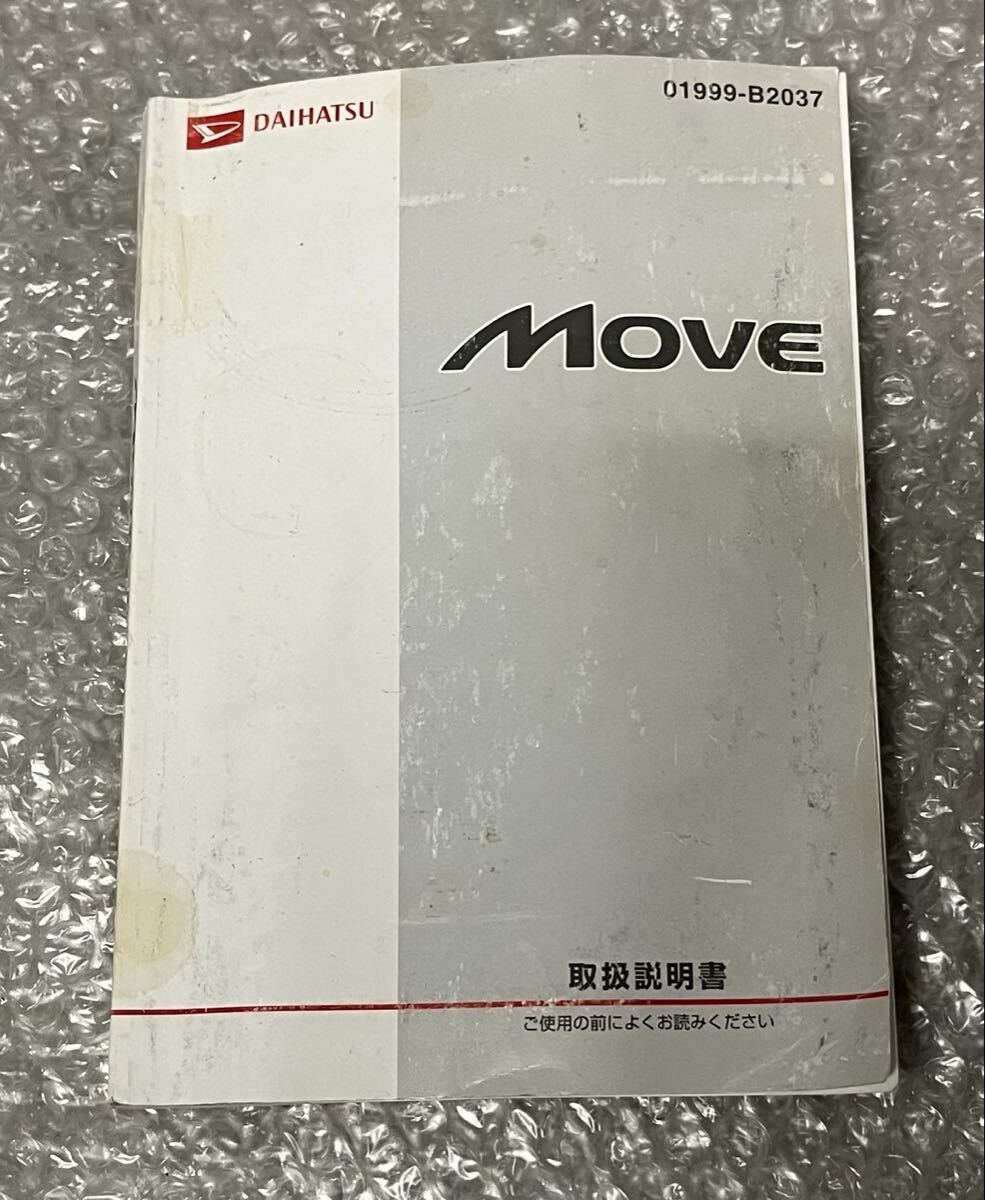 DAIHATSU
01999-B2037
MOVE
取扱説明書
ご使用の前によくお読みください